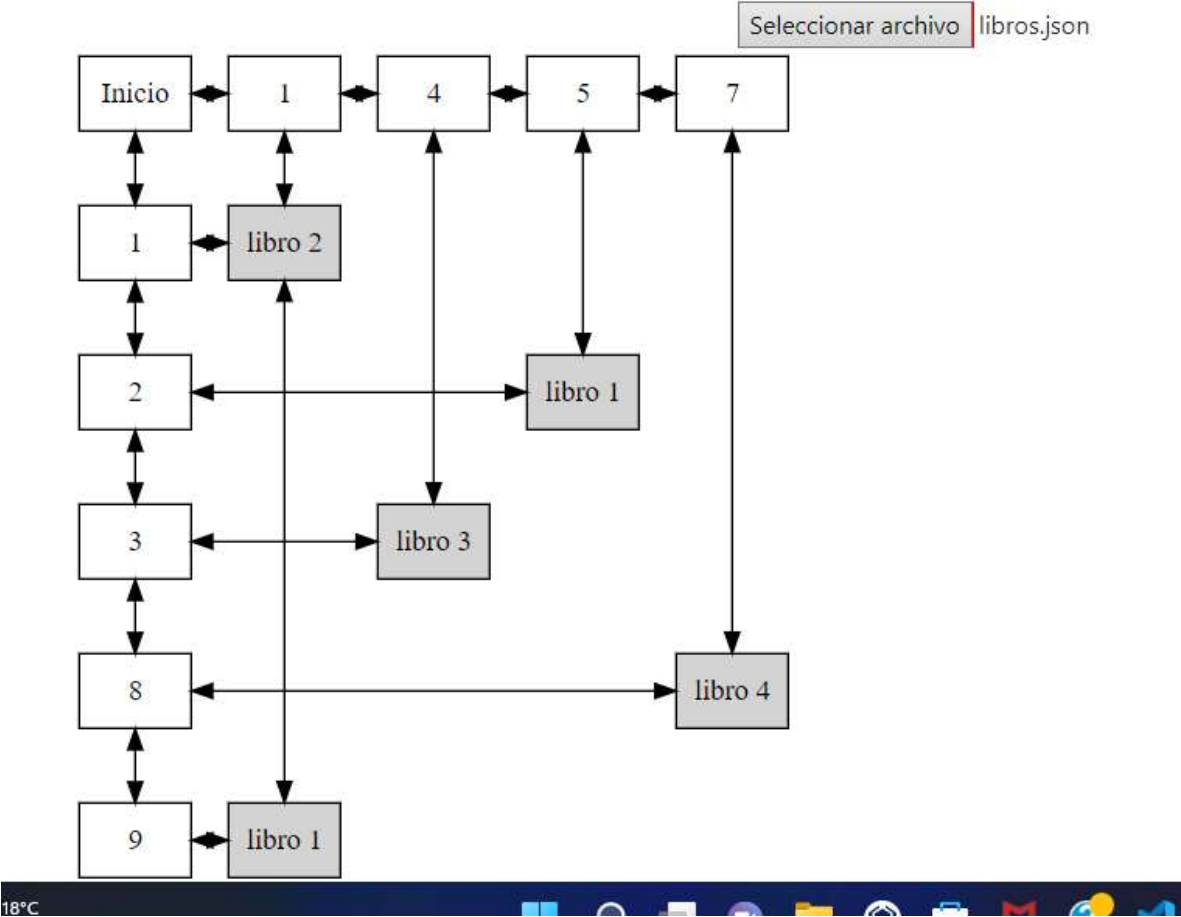 Seleccionar archivo libros.json
Inicio 1 4 5 7
1 libro 2
2 libro 1
3 libro 3
8 libro 4
9 libro 1
18°C